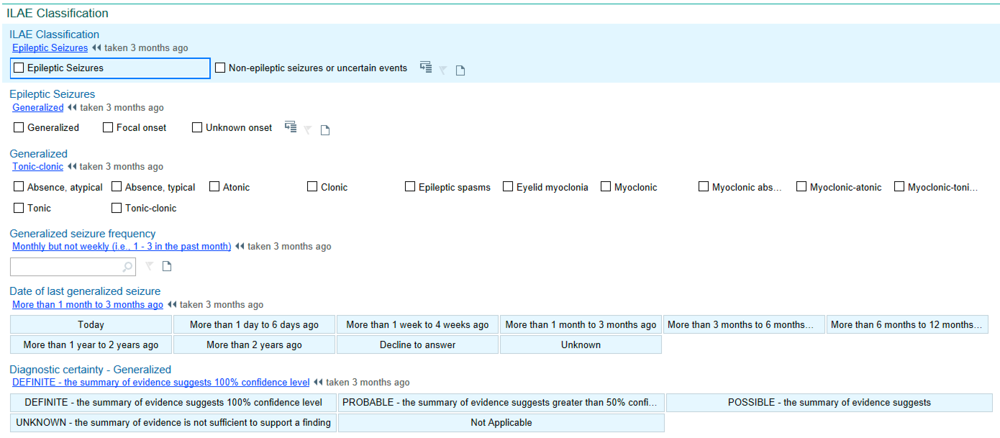 ILAE Classification
ILAE Classification
Epileptic Seizures taken 3 months ago
Epileptic Seizures Non-epileptic seizures or uncertain events
Epileptic Seizures
Generalized taken 3 months ago
Generalized Focal onset Unknown onset
Generalized
Tonic-clonic taken 3 months ago
Absence, atypical Absence, typical Atonic Clonic Epileptic spasms Eyelid myoclonia Myoclonic Myoclonic abs... Myoclonic-atonic Myoclonic-toni...
Tonic Tonic-clonic
Generalized seizure frequency
Monthly but not weekly (i.e., 1 - 3 in the past month) taken 3 months ago
Date of last generalized seizure
More than 1 month to 3 months ago taken 3 months ago
Today More than 1 day to 6 days ago More than 1 week to 4 weeks ago More than 1 month to 3 months ago More than 3 months to 6 months... More than 6 months to 12 months...
More than 1 year to 2 years ago More than 2 years ago Decline to answer Unknown
Diagnostic certainty - Generalized
DEFINITE - the summary of evidence suggests 100% confidence level taken 3 months ago
DEFINITE - the summary of evidence suggests 100% confidence level PROBABLE - the summary of evidence suggests greater than 50% confi... POSSIBLE - the summary of evidence suggests
UNKNOWN - the summary of evidence is not sufficient to support a finding Not Applicable